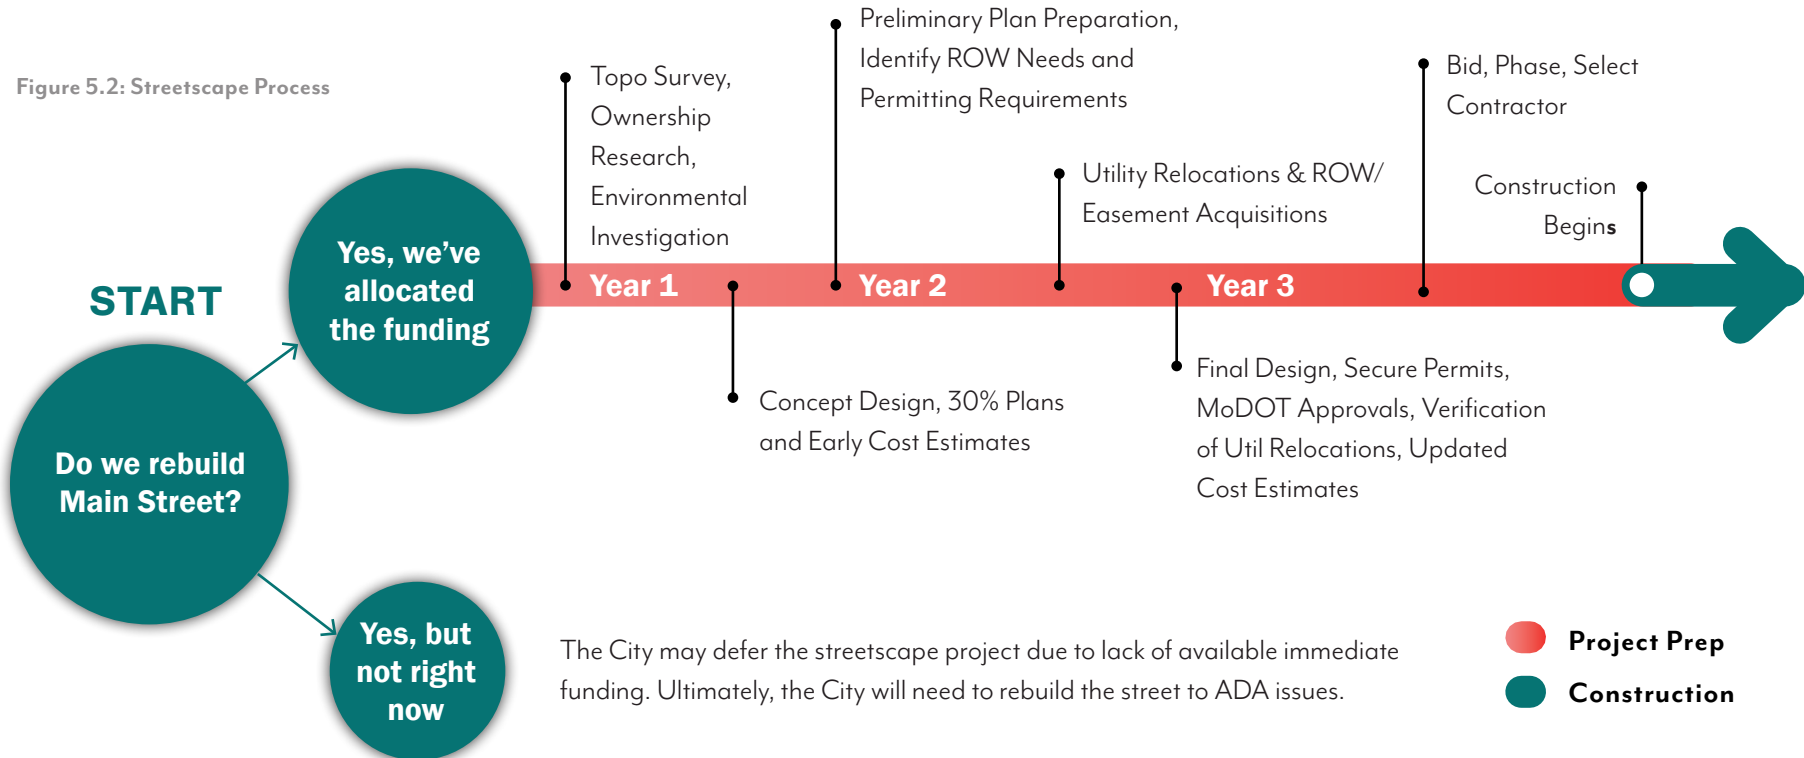 Figure 5.2: Streetscape Process
START
Do we rebuild
Main Street?
Yes, we've
allocated
the funding
Yes, but
not right
now
Topo Survey,
Ownership
Research,
Environmental
Investigation
Year 1
Concept Design, 30% Plans
and Early Cost Estimates
Preliminary Plan Preparation,
Identify ROW Needs and
Permitting Requirements
Year 2
Utility Relocations & ROW/
Easement Acquisitions
Year 3
Final Design, Secure Permits,
MoDOT Approvals, Verification
of Util Relocations, Updated
Cost Estimates
Bid, Phase, Select
Contractor
Construction
Begins
The City may defer the streetscape project due to lack of available immediate
funding. Ultimately, the City will need to rebuild the street to ADA issues.
Project Prep
Construction